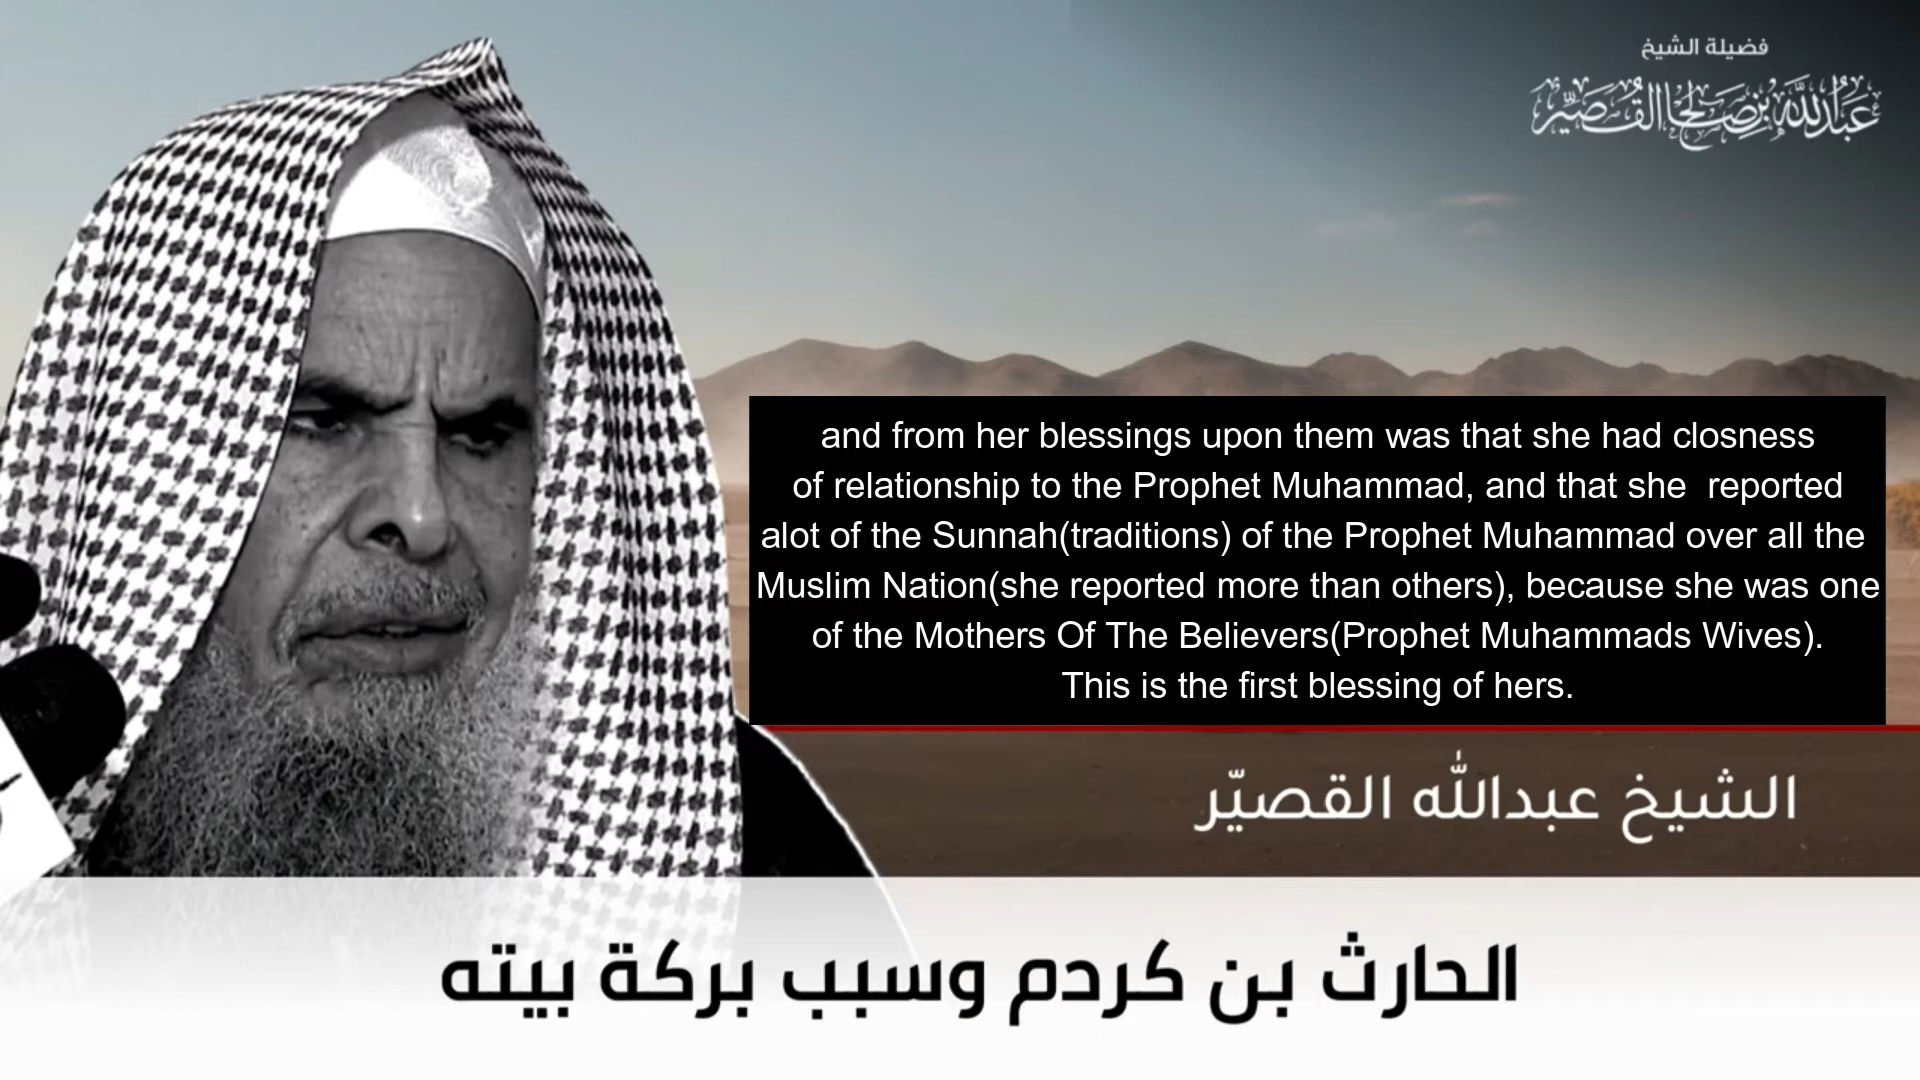 فضيلة الشيخ
عبدالله بن صالح القصير
and from her blessings upon them was that she had closness
of relationship to the Prophet Muhammad, and that she  reported
alot of the Sunnah(traditions) of the Prophet Muhammad over all the
Muslim Nation(she reported more than others), because she was one
of the Mothers Of The Believers(Prophet Muhammads Wives).
This is the first blessing of hers.
الشيخ عبدالله القصيّر
الحارث بن كردم وسبب بركة بيته